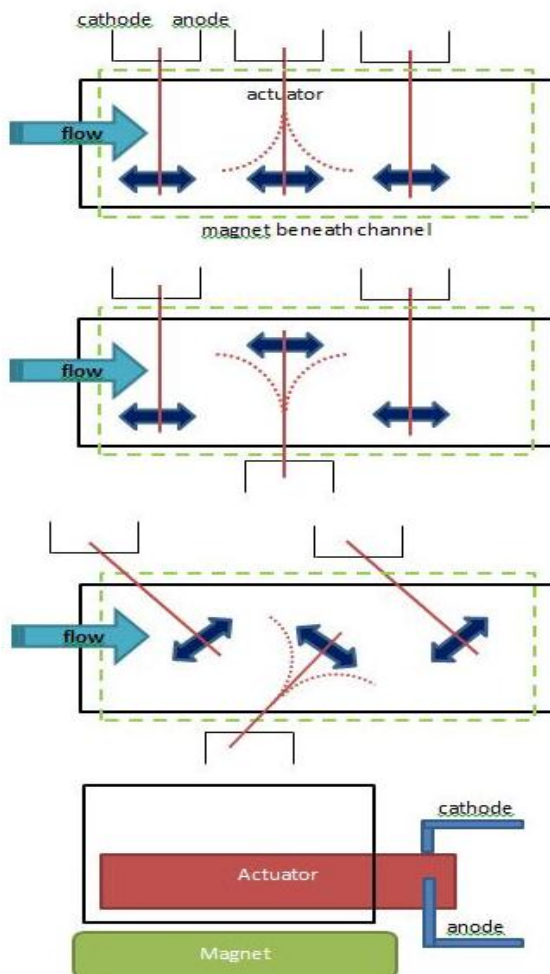 cathode anode
actuator
flow
magnet beneath channel
flow
flow
cathode
Actuator
anode
Magnet